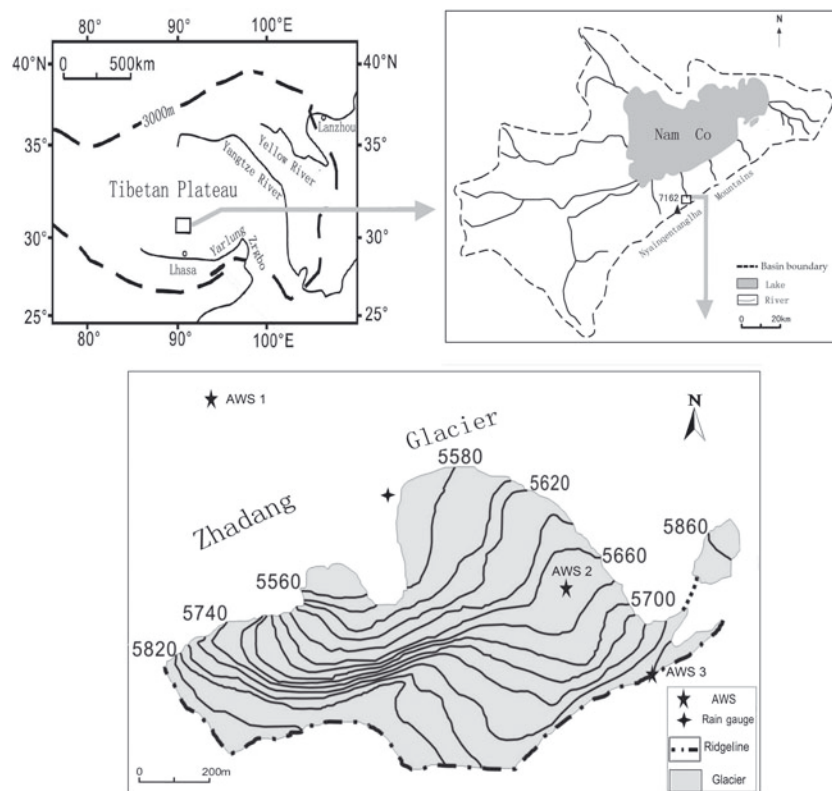 80° 90° 100°E
40°N
0 500km
3000m
Lanzhou
35°
Yellow River
Yangtze River
Tibetan Plateau
30°
Yarlung
Zangbo
Lhasa
25°
80° 90° 100°E
40°N
35°
30°
25°
N
Nam Co
7162
Nyainqentanglha Mountains
Basin boundary
Lake
River
0 20km
AWS 1
N
Glacier
Zhadang
5580
5620
5860
5660
5560
AWS 2
5740
5700
5820
AWS 3
AWS
Rain gauge
Ridgeline
Glacier
0 200m